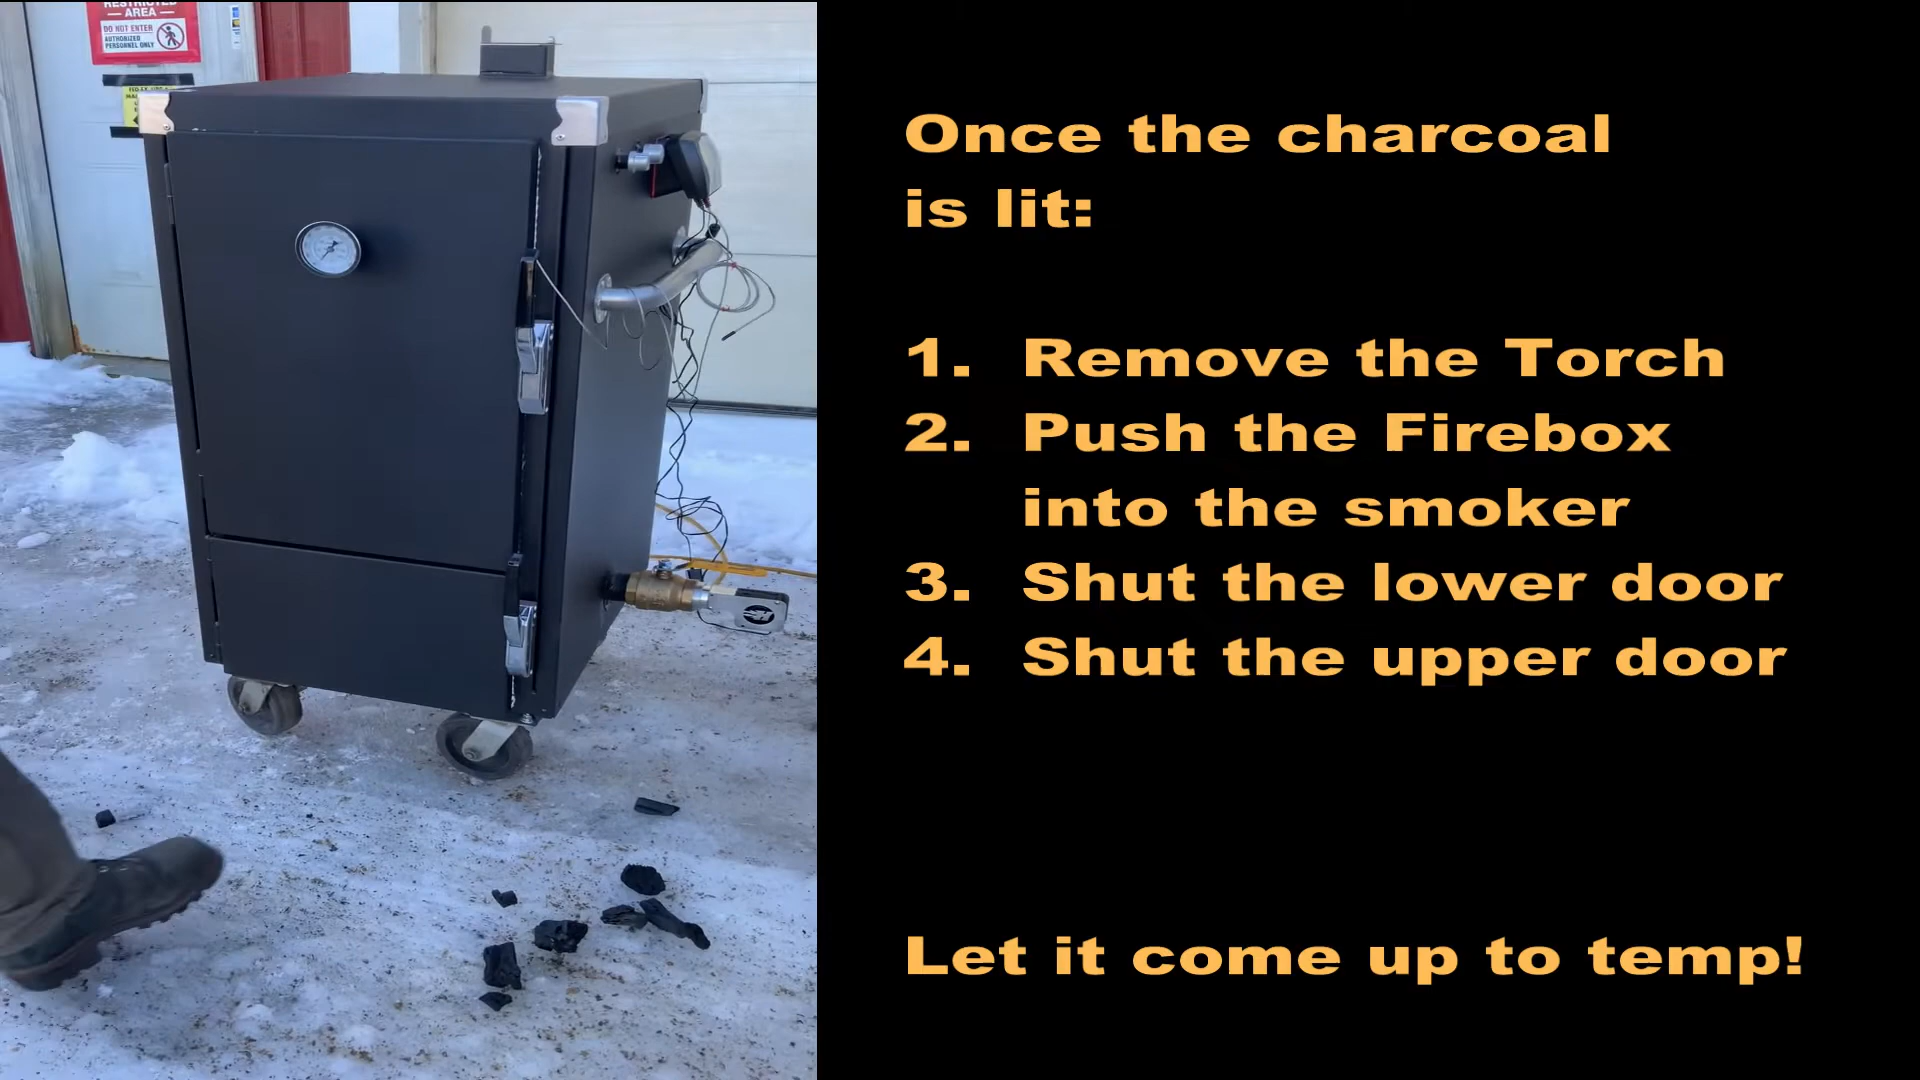 RESTRICTED
AREA
DO NOT ENTER
AUTHORIZED
PERSONNEL ONLY
Once the charcoal
is lit:
1. Remove the Torch
2. Push the Firebox
into the smoker
3. Shut the lower door
4. Shut the upper door
Let it come up to temp!